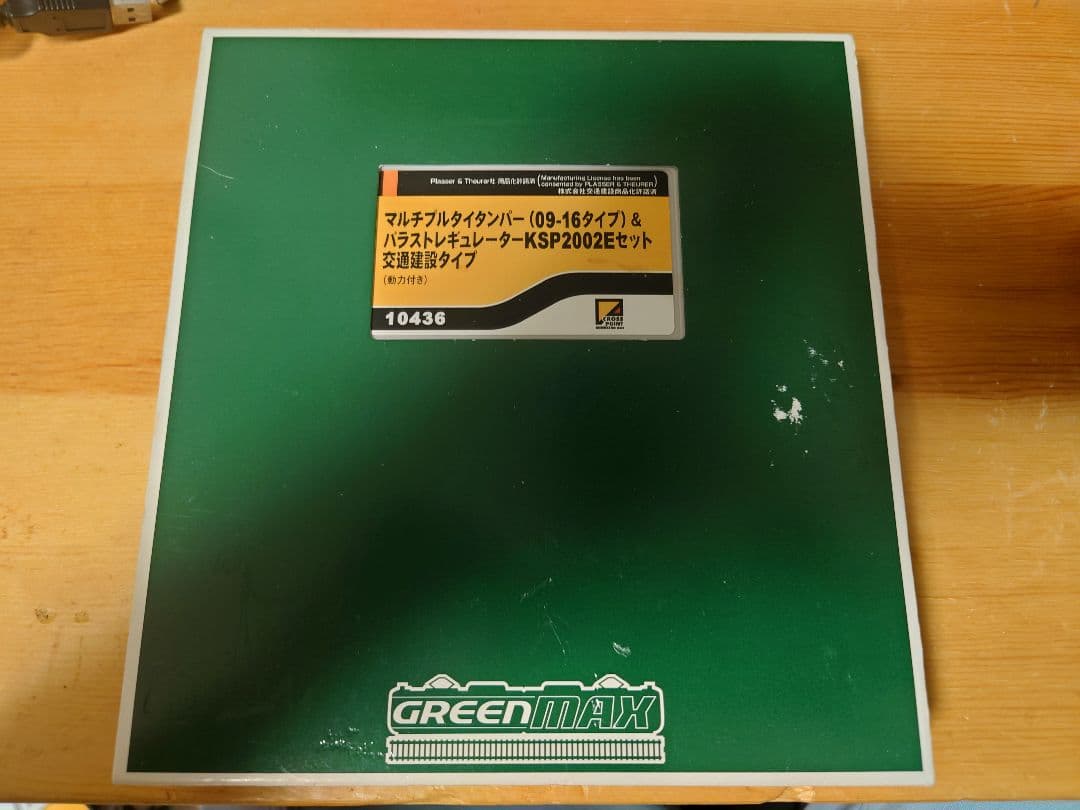 Plasser & Theurer社 商品化許諾済 (Manufacturing License has been
consented by PLASSER & THEURER)
株式会社交通建設商品化許諾済
マルチプルタイタンパー (09-16タイプ) &
バラストレギュレーターKSP2002Eセット
交通建設タイプ
(動力付き)
10436
CROSS
POINT
GREENMAX